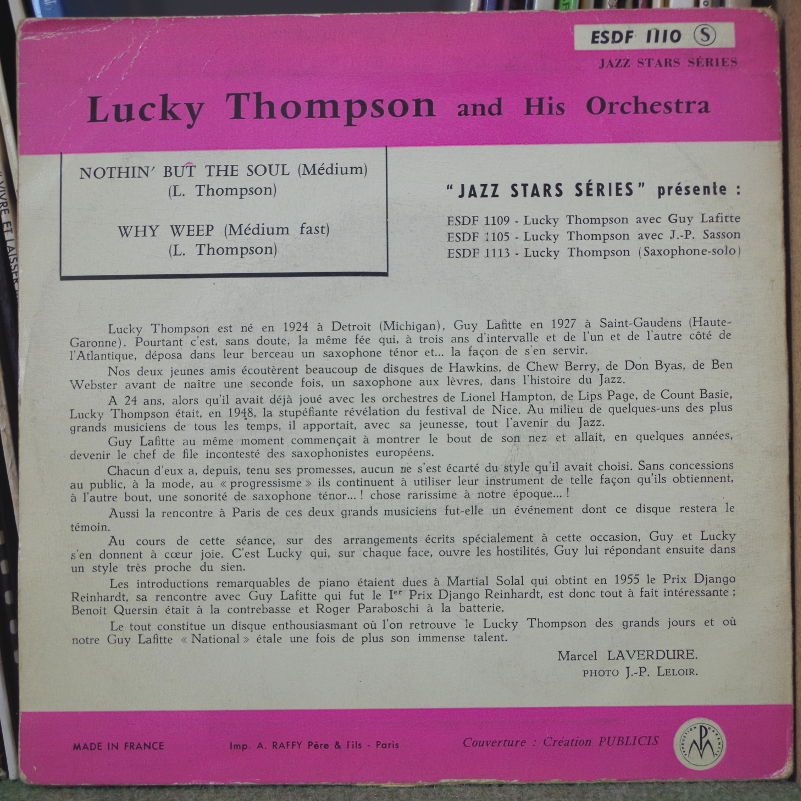 ESDF 1110 S
JAZZ STARS SÉRIES
Lucky Thompson and His Orchestra
NOTHIN' BUT THE SOUL (Médium)
(L. Thompson)
WHY WEEP (Médium fast)
(L. Thompson)
"JAZZ STARS SÉRIES" présente :
ESDF 1109 - Lucky Thompson avec Guy Lafitte
ESDF 1105 - Lucky Thompson avec J.-P. Sasson
ESDF 1113 - Lucky Thompson (Saxophone-solo)
Lucky Thompson est né en 1924 à Detroit (Michigan), Guy Lafitte en 1927 à Saint-Gaudens (Haute-
Garonne). Pourtant c'est, sans doute, la même fée qui, à trois ans d'intervalle et de l'un et de l'autre côté de
l'Atlantique, déposa dans leur berceau un saxophone ténor et... la façon de s'en servir.
Nos deux jeunes amis écoutèrent beaucoup de disques de Hawkins, de Chew Berry, de Don Byas, de Ben
Webster avant de naître une seconde fois, un saxophone aux lèvres, dans l'histoire du Jazz.
A 24 ans, alors qu'il avait déjà joué avec les orchestres de Lionel Hampton, de Lips Page, de Count Basie,
Lucky Thompson était, en 1948, la stupéfiante révélation du festival de Nice. Au milieu de quelques-uns des plus
grands musiciens de tous les temps, il apportait, avec sa jeunesse, tout l'avenir du Jazz.
Guy Lafitte au même moment commençait à montrer le bout de son nez et allait, en quelques années,
devenir le chef de file incontesté des saxophonistes européens.
Chacun d'eux a, depuis, tenu ses promesses, aucun ne s'est écarté du style qu'il avait choisi. Sans concessions
au public, à la mode, au « progressisme » ils continuent à utiliser leur instrument de telle façon qu'ils obtiennent,
à l'autre bout, une sonorité de saxophone ténor... ! chose rarissime à notre époque... !
Aussi la rencontre à Paris de ces deux grands musiciens fut-elle un événement dont ce disque restera le
témoin.
Au cours de cette séance, sur des arrangements écrits spécialement à cette occasion, Guy et Lucky
s'en donnent à cœur joie. C'est Lucky qui, sur chaque face, ouvre les hostilités, Guy lui répondant ensuite dans
un style très proche du sien.
Les introductions remarquables de piano étaient dues à Martial Solal qui obtint en 1955 le Prix Django
Reinhardt, sa rencontre avec Guy Lafitte qui fut le Ier Prix Django Reinhardt, est donc tout à fait intéressante ;
Benoit Quersin était à la contrebasse et Roger Paraboschi à la batterie.
Le tout constitue un disque enthousiasmant où l'on retrouve le Lucky Thompson des grands jours et où
notre Guy Lafitte « National » étale une fois de plus son immense talent.
Marcel LAVERDURE.
PHOTO J.-P. LELOIR.
MADE IN FRANCE
Imp. A. RAFFY Père & fils - Paris
Couverture : Création PUBLICIS
VIVRE ET LAISSER